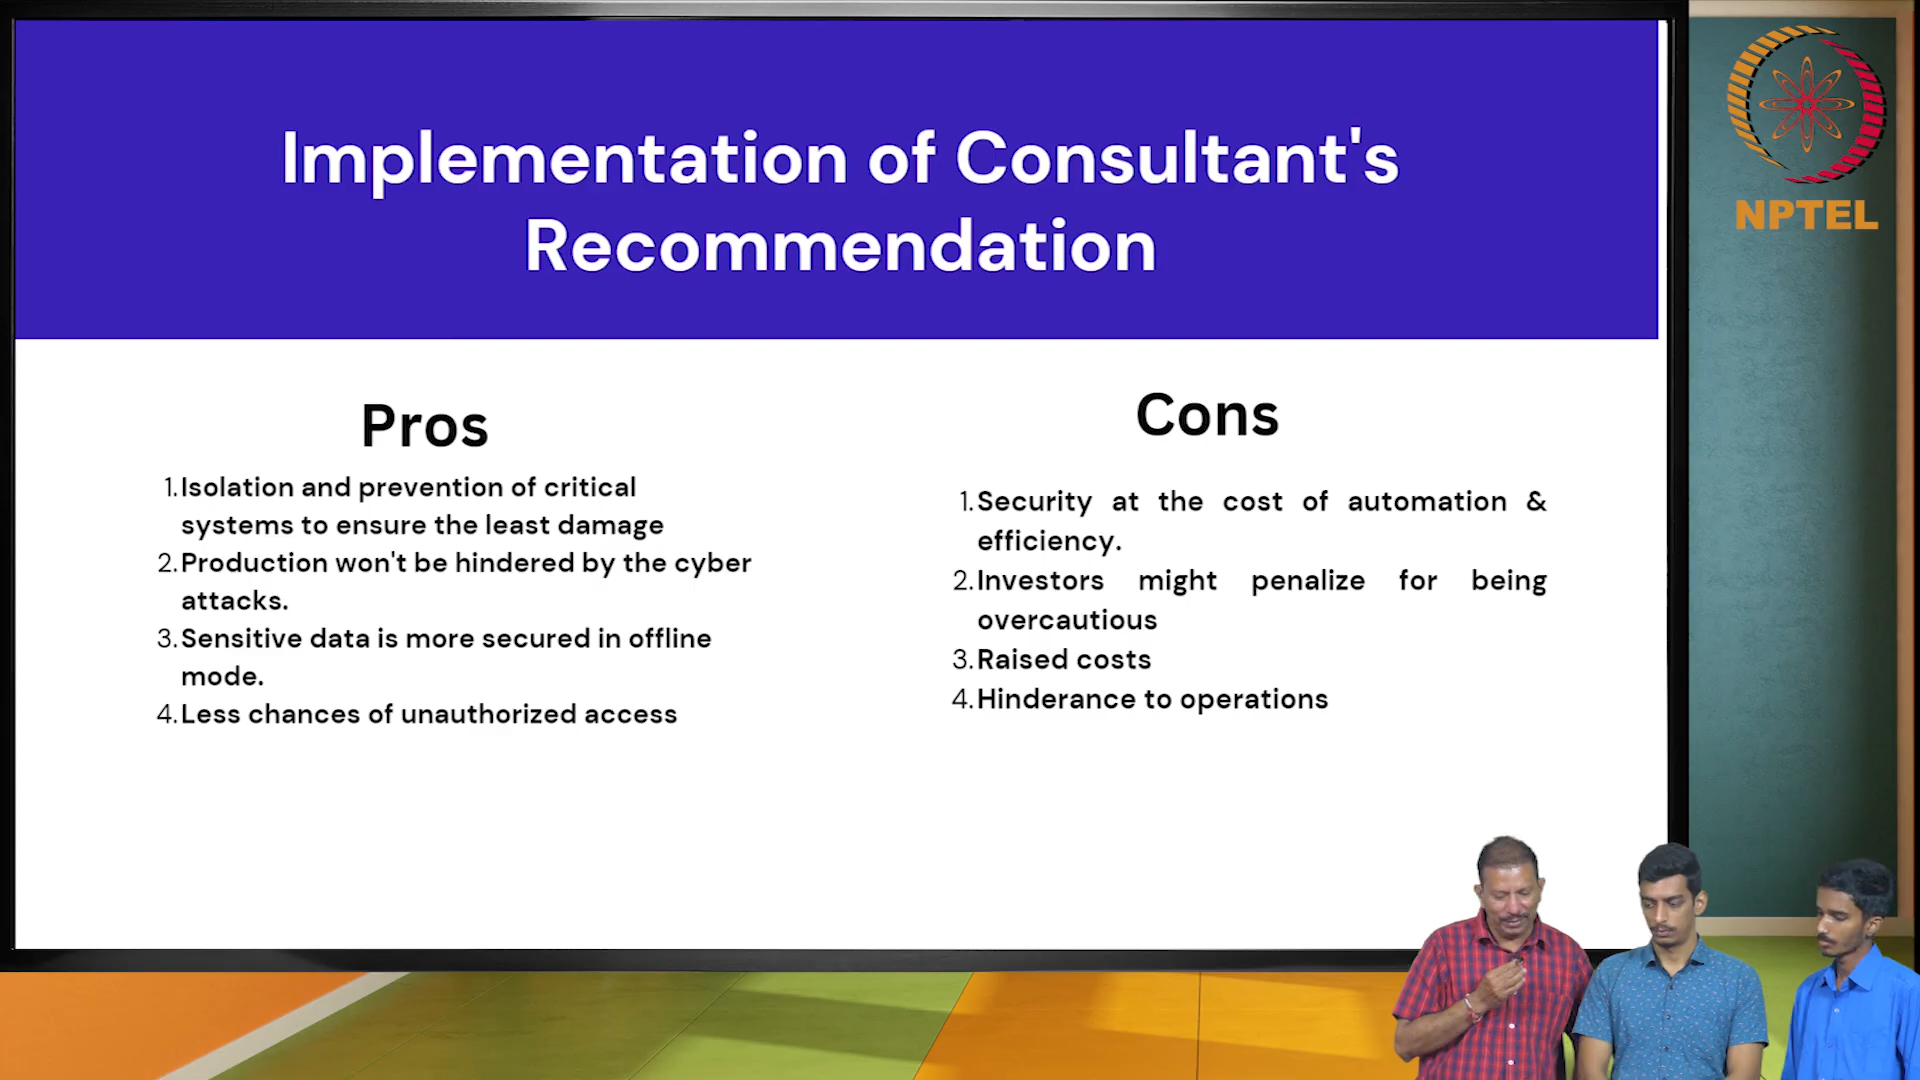 Implementation of Consultant's
Recommendation
NPTEL
Pros
1. Isolation and prevention of critical
systems to ensure the least damage
2. Production won't be hindered by the cyber
attacks.
3. Sensitive data is more secured in offline
mode.
4. Less chances of unauthorized access
Cons
1. Security at the cost of automation &
efficiency.
2. Investors might penalize for being
overcautious
3. Raised costs
4. Hinderance to operations